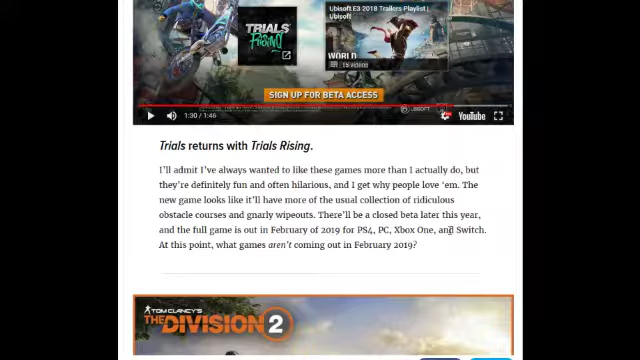 Ubisoft E3 2018 Trailers Playlist |
Ubisoft
TRIALS
Rising
WORLD
15 VIDEOS
SIGN UP FOR BETA ACCESS
UBISOFT
1:30 / 1:46
YouTube
Trials returns with Trials Rising.
I'll admit I've always wanted to like these games more than I actually do, but
they're definitely fun and often hilarious, and I get why people love 'em. The
new game looks like it'll have more of the usual collection of ridiculous
obstacle courses and gnarly wipeouts. There'll be a closed beta later this year,
and the full game is out in February of 2019 for PS4, PC, Xbox One, and Switch.
At this point, what games aren't coming out in February 2019?
TOM CLANCY'S
THE DIVISION 2